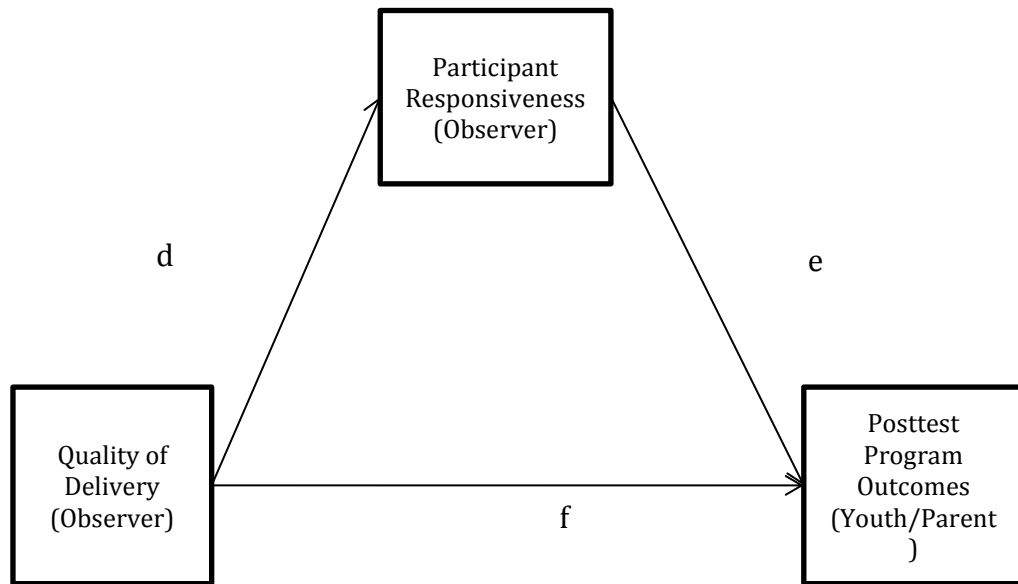 Participant
Responsiveness
(Observer)
d
e
Quality of
Delivery
(Observer)
f
Posttest
Program
Outcomes
(Youth/Parent
)